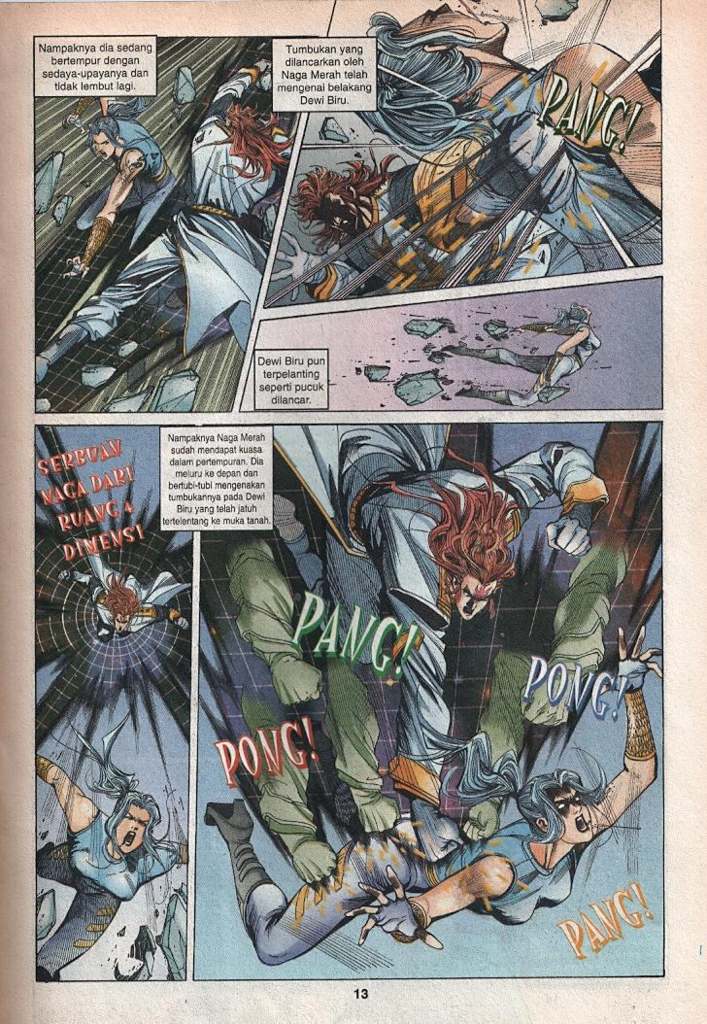 Nampaknya dia sedang
bertempur dengan
sedaya-upayanya dan
tidak lembut lagi.
Tumbukan yang
dilancarkan oleh
Naga Merah telah
mengenai belakang
Dewi Biru.
PANG!
Dewi Biru pun
terpelanting
seperti pucuk
dilancar.
SERBUAN
NAGA DARI
RUANG 4
DIMENSI
Nampaknya Naga Merah
sudah mendapat kuasa
dalam pertempuran. Dia
meluru ke depan dan
bertubi-tubi mengenakan
tumbukannya pada Dewi
Biru yang telah jatuh
tertelentang ke muka tanah.
PANG!
PONG!
PONG!
PANG!
13